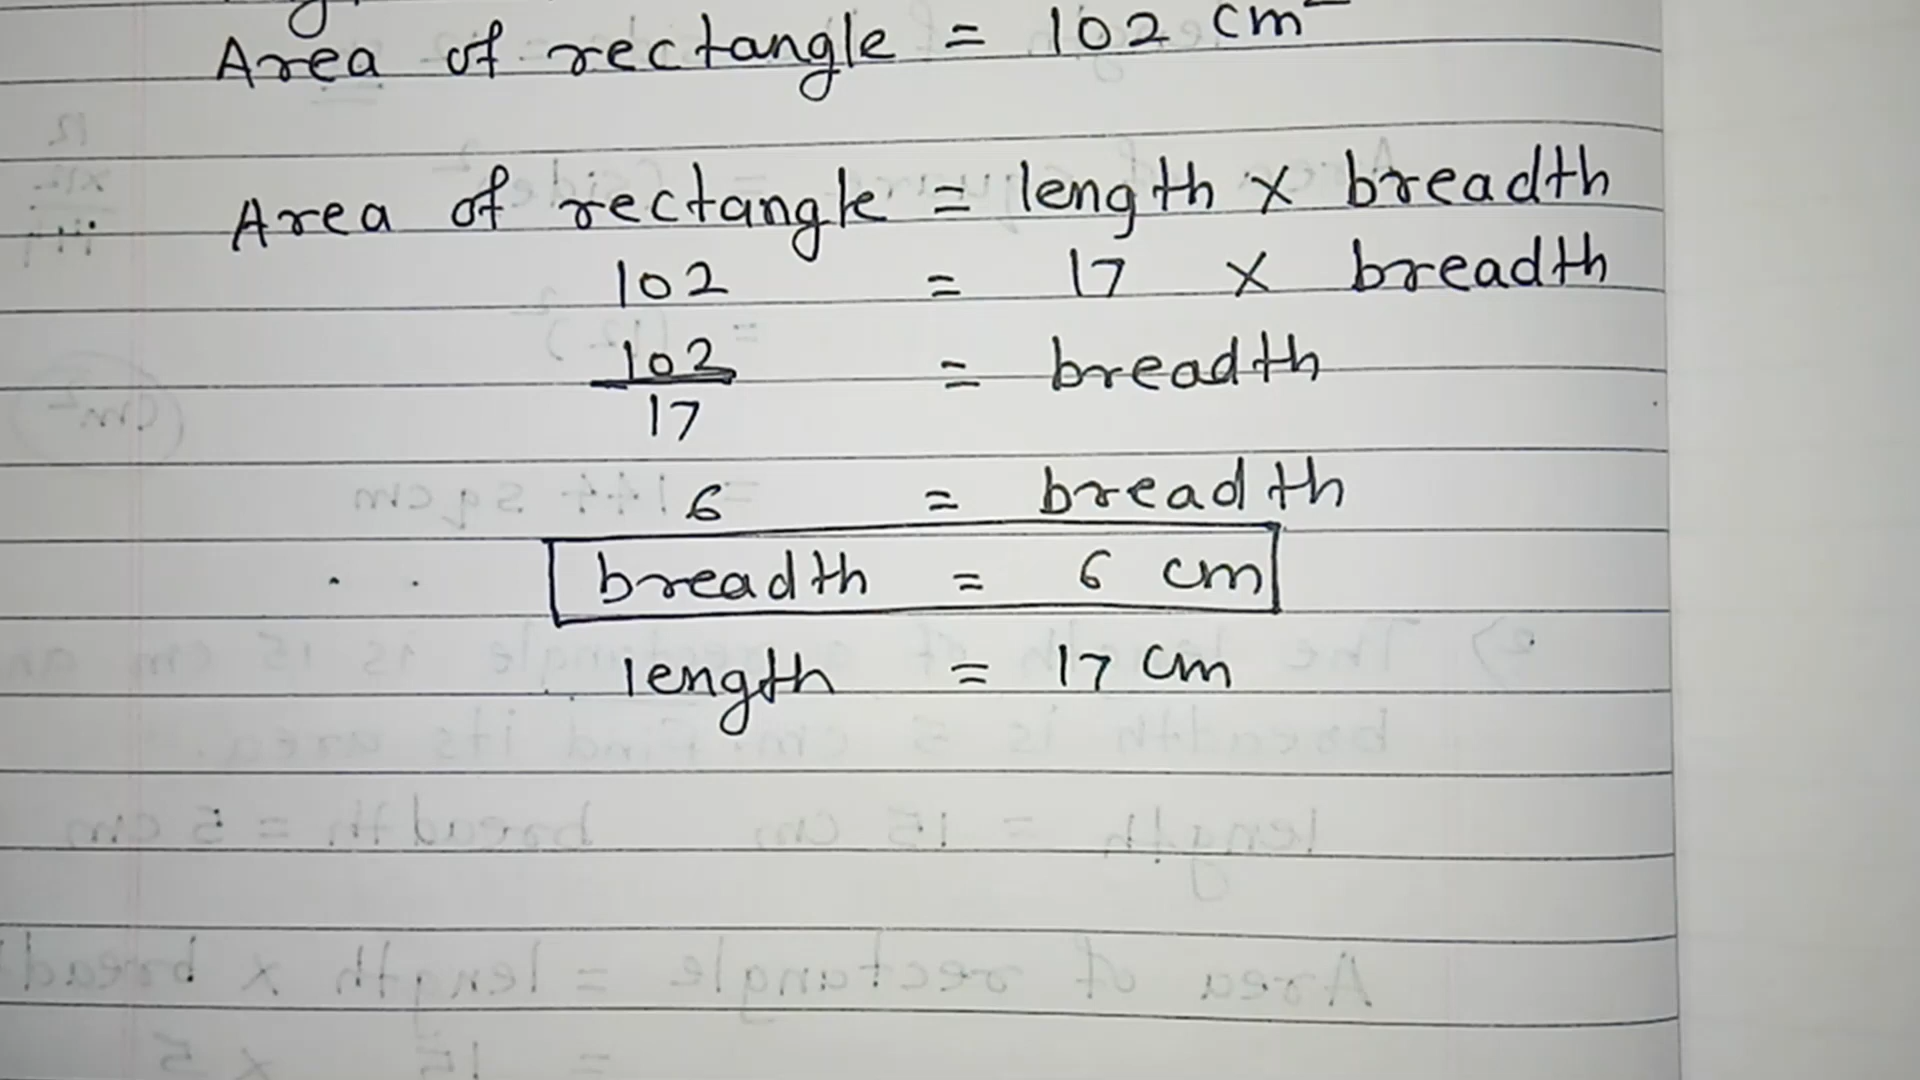 Area of rectangle = 102 cm²
Area of rectangle = length × breadth
102 = 17 × breadth
102/17 = breadth
6 = breadth
breadth = 6 cm
length = 17 cm